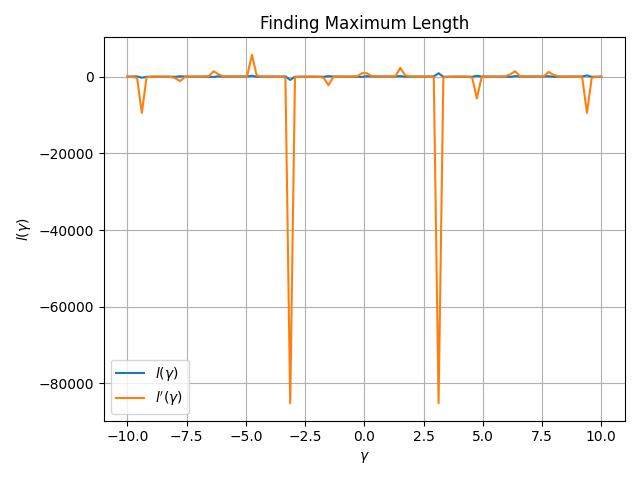 Finding Maximum Length
0
−20000
−40000
−60000
−80000
l(γ)
l(γ)
l′(γ)
−10.0 −7.5 −5.0 −2.5 0.0 2.5 5.0 7.5 10.0
γ